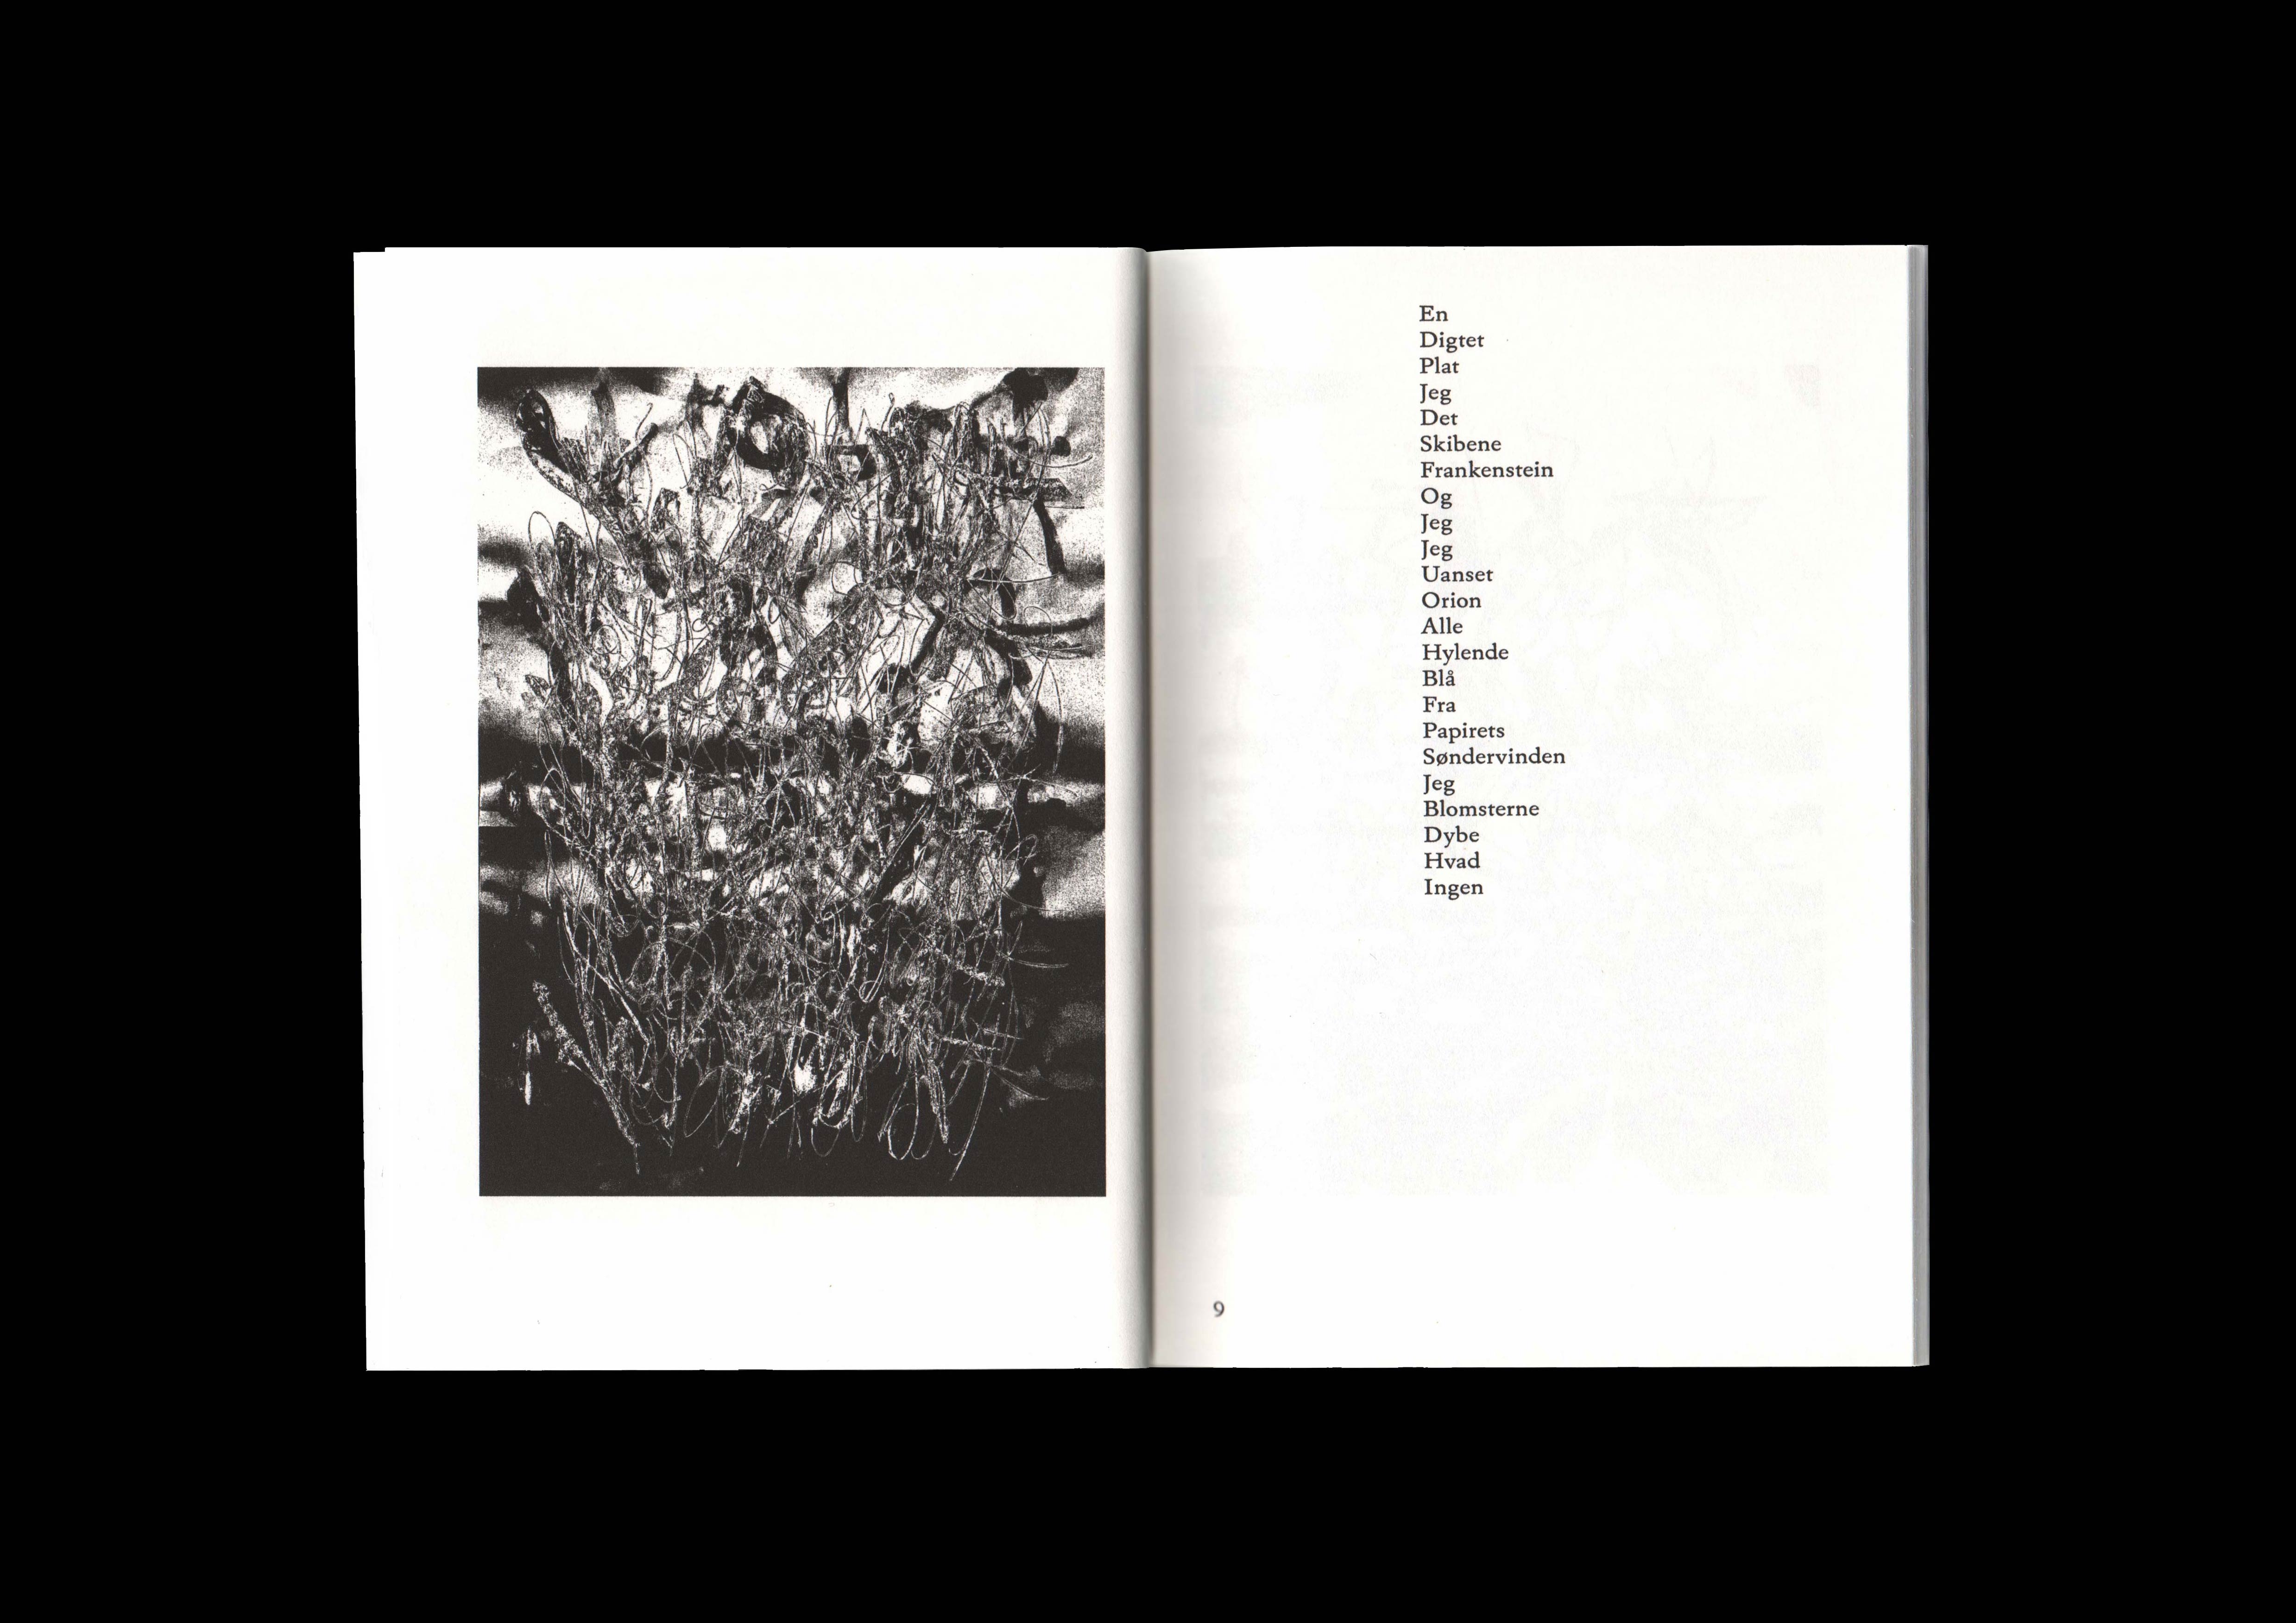 En
Digtet
Plat
Jeg
Det
Skibene
Frankenstein
Og
Jeg
Jeg
Uanset
Orion
Alle
Hylende
Blå
Fra
Papirets
Søndervinden
Jeg
Blomsterne
Dybe
Hvad
Ingen
9